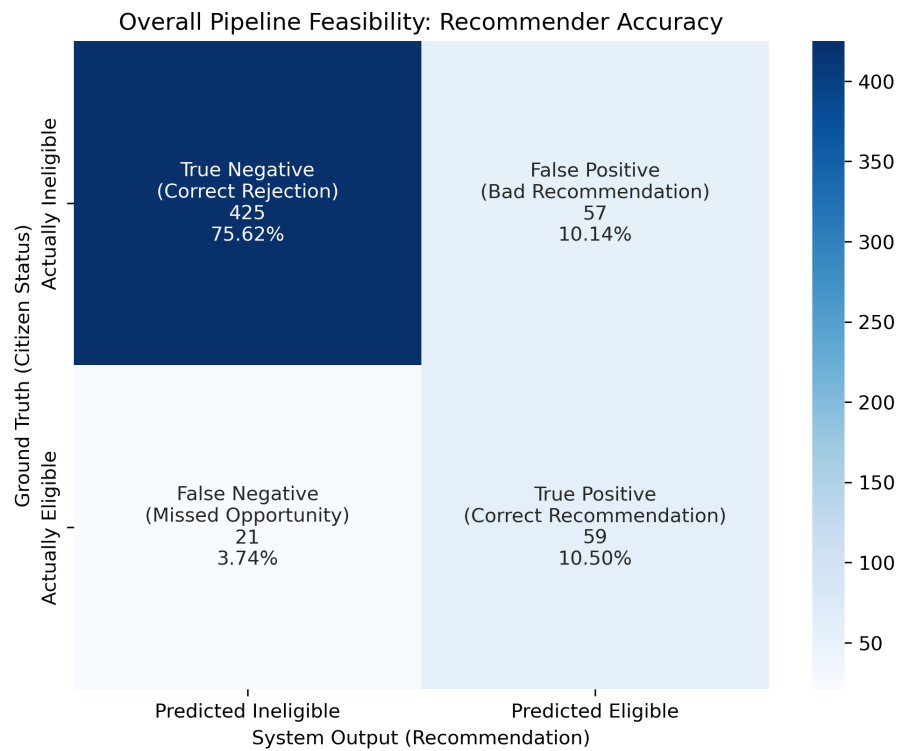 Overall Pipeline Feasibility: Recommender Accuracy
Ground Truth (Citizen Status)
Actually Ineligible
True Negative
(Correct Rejection)
425
75.62%
False Positive
(Bad Recommendation)
57
10.14%
Actually Eligible
False Negative
(Missed Opportunity)
21
3.74%
True Positive
(Correct Recommendation)
59
10.50%
Predicted Ineligible
Predicted Eligible
System Output (Recommendation)
400
350
300
250
200
150
100
50